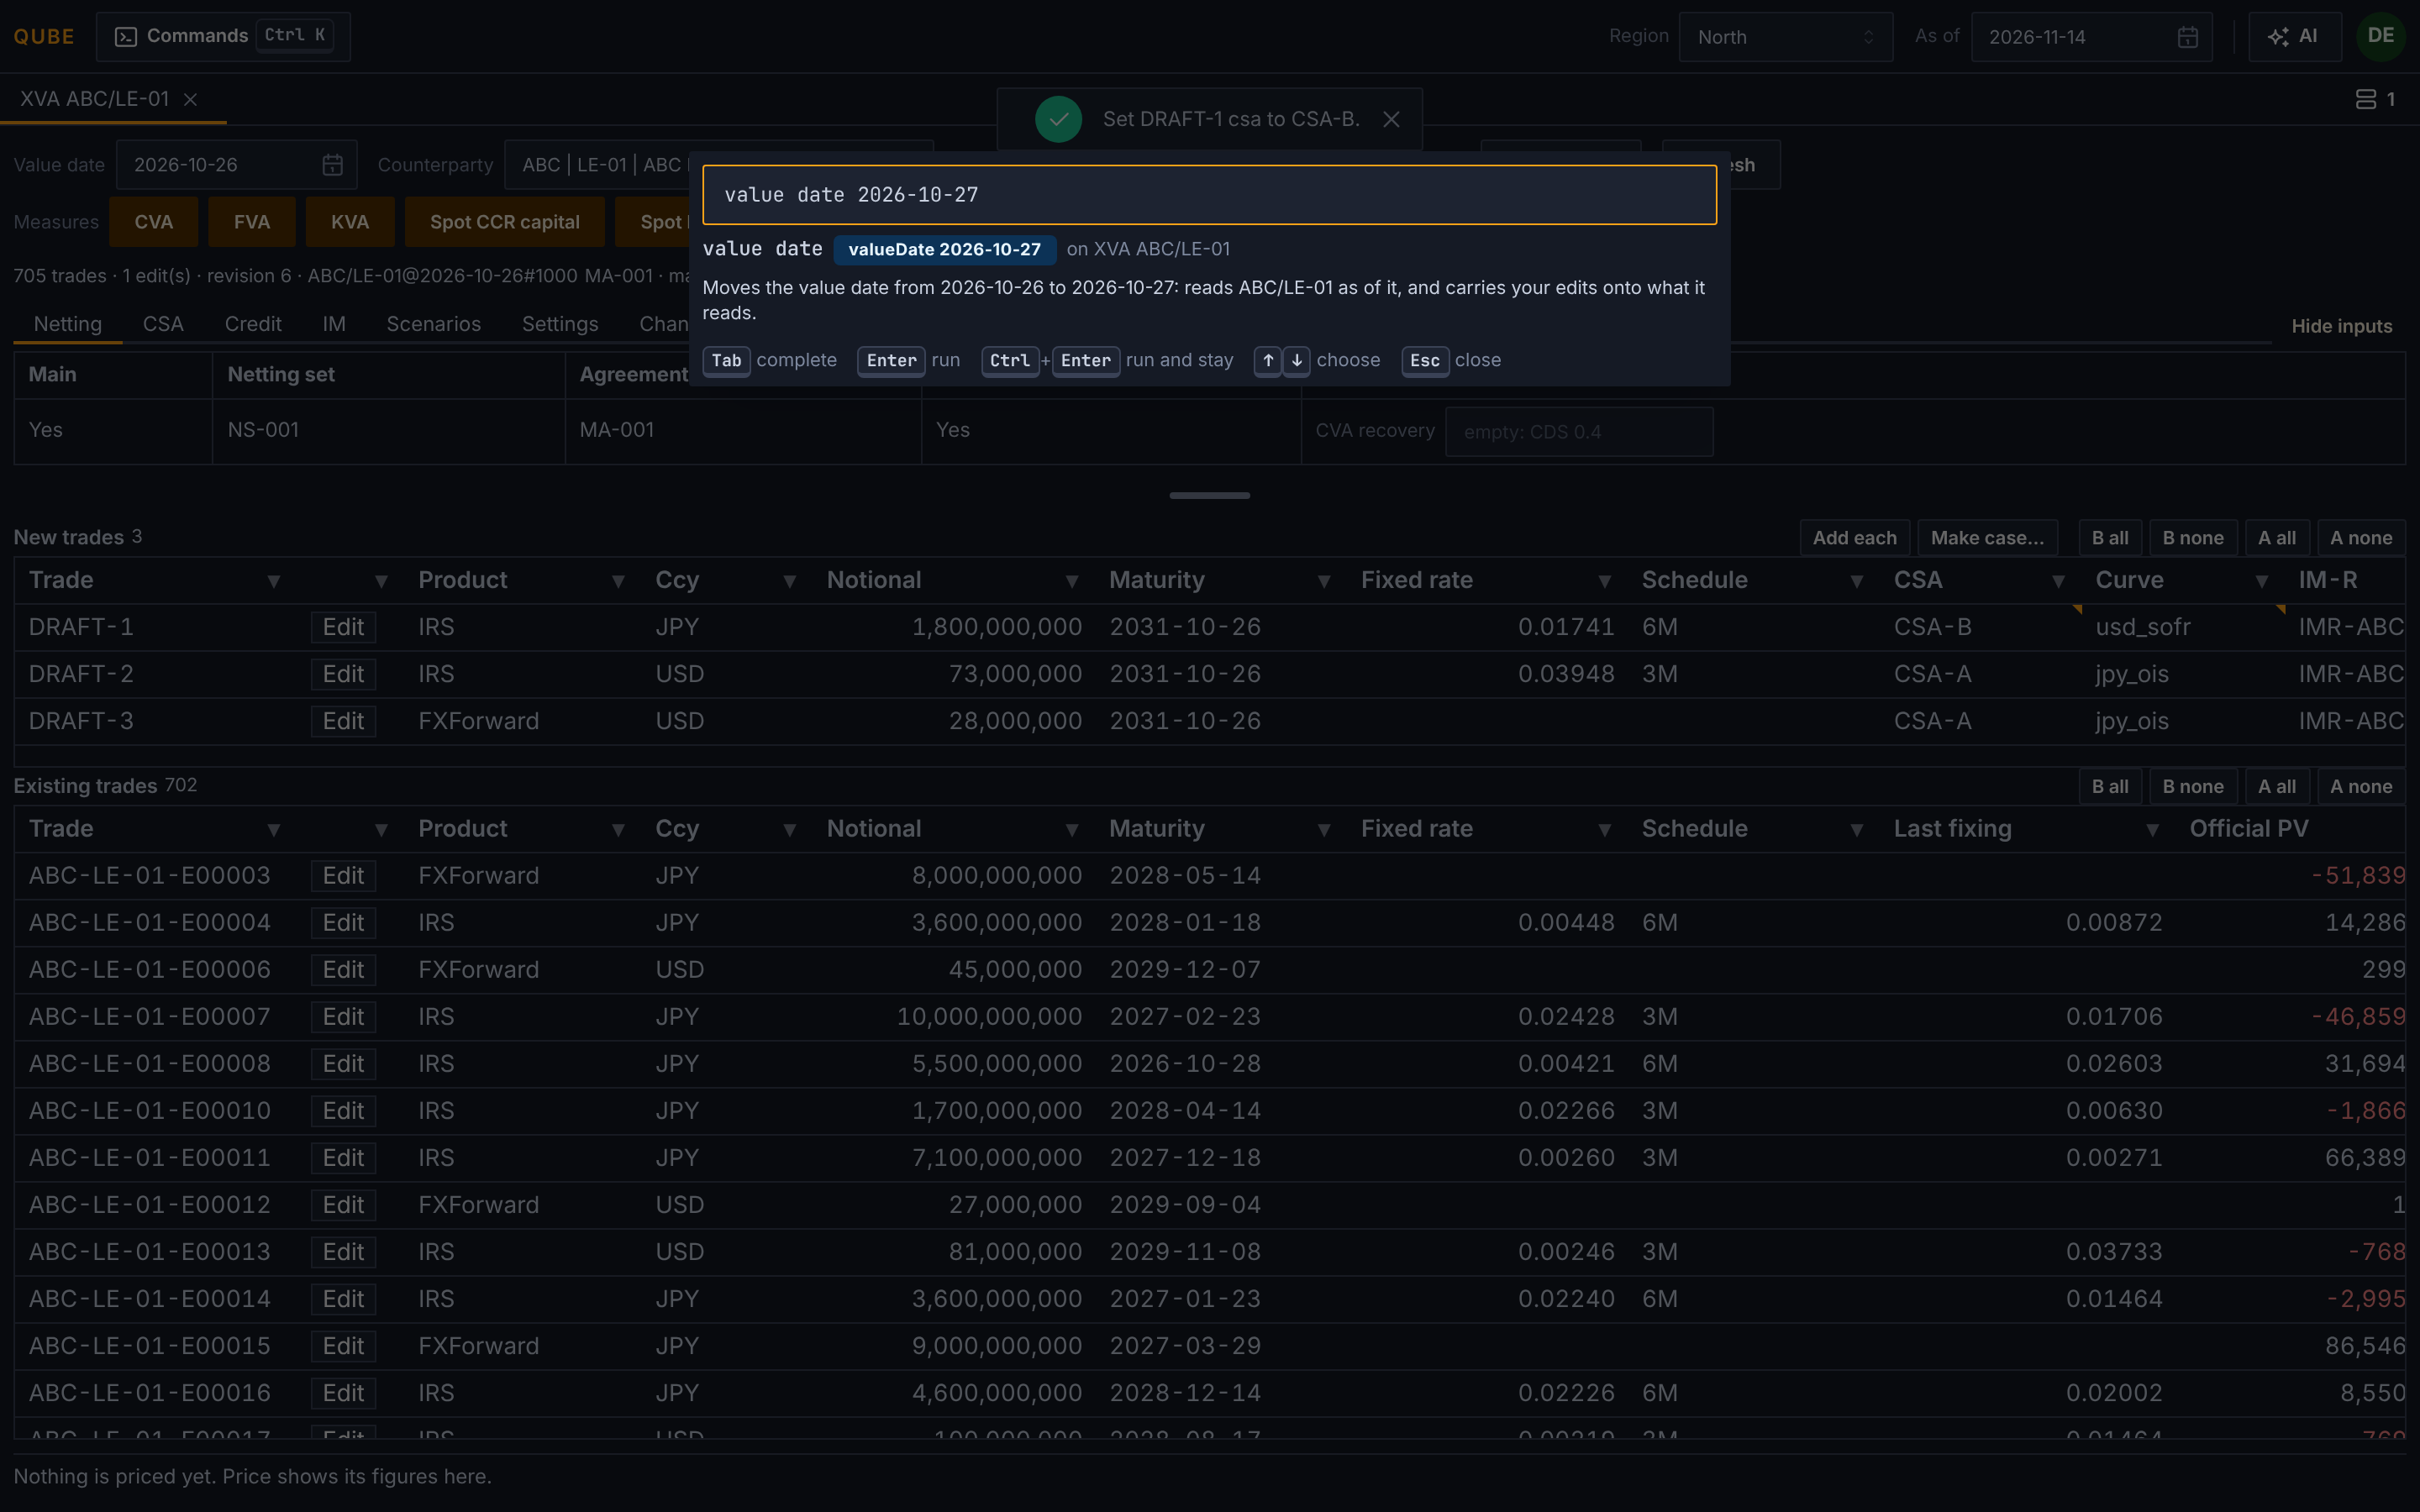 QUBE Commands Ctrl K Region North As of 2026-11-14 AI DE
XVA ABC/LE-01 1
Set DRAFT-1 csa to CSA-B.
Value date 2026-10-26 Counterparty ABC | LE-01 | ABC
value date 2026-10-27
Measures CVA FVA KVA Spot CCR capital Spot
value date valueDate 2026-10-27 on XVA ABC/LE-01
705 trades · 1 edit(s) · revision 6 · ABC/LE-01@2026-10-26#1000 MA-001 ·
Moves the value date from 2026-10-26 to 2026-10-27: reads ABC/LE-01 as of it, and carries your edits onto what it
reads.
Netting CSA Credit IM Scenarios Settings Hide inputs
Tab complete Enter run Ctrl+Enter run and stay ↑ ↓ choose Esc close
Main Netting set Agreement
Yes NS-001 MA-001 Yes CVA recovery empty: CDS 0.4
New trades 3 Add each Make case... B all B none A all A none
Trade Product Ccy Notional Maturity Fixed rate Schedule CSA Curve IM-R
DRAFT-1 Edit IRS JPY 1,800,000,000 2031-10-26 0.01741 6M CSA-B usd_sofr IMR-ABC
DRAFT-2 Edit IRS USD 73,000,000 2031-10-26 0.03948 3M CSA-A jpy_ois IMR-ABC
DRAFT-3 Edit FXForward USD 28,000,000 2031-10-26 CSA-A jpy_ois IMR-ABC
Existing trades 702 B all B none A all A none
Trade Product Ccy Notional Maturity Fixed rate Schedule Last fixing Official PV
ABC-LE-01-E00003 Edit FXForward JPY 8,000,000,000 2028-05-14 -51,839
ABC-LE-01-E00004 Edit IRS JPY 3,600,000,000 2028-01-18 0.00448 6M 0.00872 14,286
ABC-LE-01-E00006 Edit FXForward USD 45,000,000 2029-12-07 299
ABC-LE-01-E00007 Edit IRS JPY 10,000,000,000 2027-02-23 0.02428 3M 0.01706 -46,859
ABC-LE-01-E00008 Edit IRS JPY 5,500,000,000 2026-10-28 0.00421 6M 0.02603 31,694
ABC-LE-01-E00010 Edit IRS JPY 1,700,000,000 2028-04-14 0.02266 3M 0.00630 -1,866
ABC-LE-01-E00011 Edit IRS JPY 7,100,000,000 2027-12-18 0.00260 3M 0.00271 66,389
ABC-LE-01-E00012 Edit FXForward USD 27,000,000 2029-09-04 1
ABC-LE-01-E00013 Edit IRS USD 81,000,000 2029-11-08 0.00246 3M 0.03733 -768
ABC-LE-01-E00014 Edit IRS JPY 3,600,000,000 2027-01-23 0.02240 6M 0.01464 -2,995
ABC-LE-01-E00015 Edit FXForward JPY 9,000,000,000 2027-03-29 86,546
ABC-LE-01-E00016 Edit IRS JPY 4,600,000,000 2028-12-14 0.02226 6M 0.02002 8,550
Nothing is priced yet. Price shows its figures here.